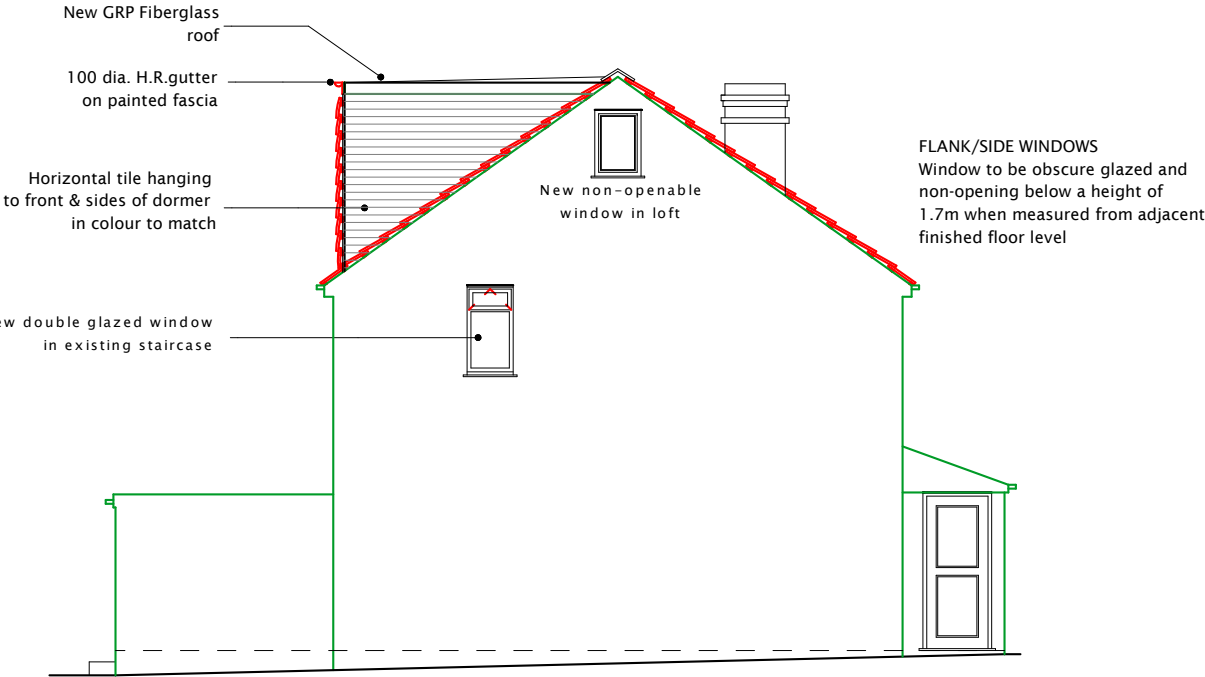 New GRP Fiberglass
roof
100 dia. H.R.gutter
on painted fascia
Horizontal tile hanging
to front & sides of dormer
in colour to match
New non-openable
window in loft
FLANK/SIDE WINDOWS
Window to be obscure glazed and
non-opening below a height of
1.7m when measured from adjacent
finished floor level
ew double glazed window
in existing staircase